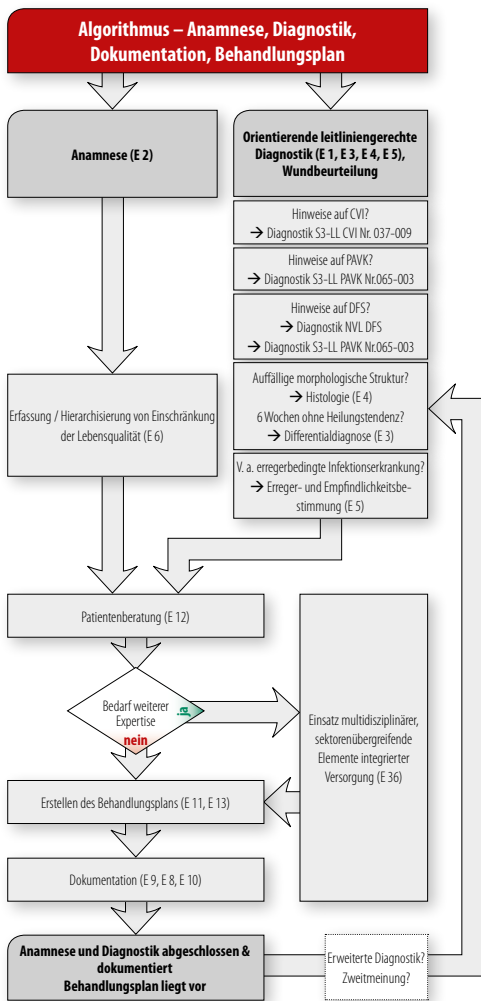 Algorithmus – Anamnese, Diagnostik,
Dokumentation, Behandlungsplan
Anamnese (E 2)
Orientierende leitliniengerechte
Diagnostik (E 1, E 3, E 4, E 5),
Wundbeurteilung
Hinweise auf CVI?
→ Diagnostik S3-LL CVI Nr. 037-009
Hinweise auf PAVK?
→ Diagnostik S3-LL PAVK Nr.065-003
Hinweise auf DFS?
→ Diagnostik NVL DFS
→ Diagnostik S3-LL PAVK Nr.065-003
Auffällige morphologische Struktur?
→ Histologie (E 4)
6 Wochen ohne Heilungstendenz?
→ Differentialdiagnose (E 3)
V. a. erregerbedingte Infektionserkrankung?
→ Erreger- und Empfindlichkeitsbe-
stimmung (E 5)
Erfassung / Hierarchisierung von Einschränkung
der Lebensqualität (E 6)
Patientenberatung (E 12)
Bedarf weiterer
Expertise
ja
nein
Einsatz multidisziplinärer,
sektorenübergreifende
Elemente integrierter
Versorgung (E 36)
Erstellen des Behandlungsplans (E 11, E 13)
Dokumentation (E 9, E 8, E 10)
Anamnese und Diagnostik abgeschlossen &
dokumentiert
Behandlungsplan liegt vor
Erweiterte Diagnostik?
Zweitmeinung?